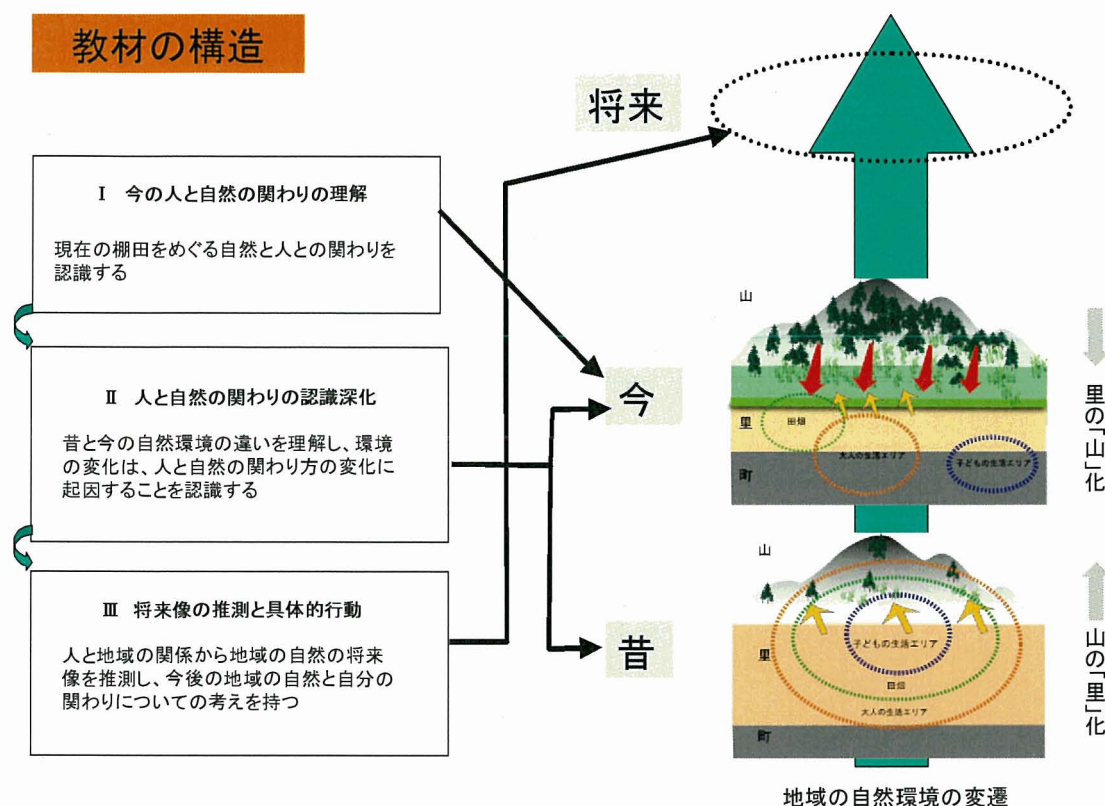 教材の構造
将来
Ⅰ 今の人と自然の関わりの理解
現在の棚田をめぐる自然と人との関わりを
認識する
Ⅱ 人と自然の関わりの認識深化
昔と今の自然環境の違いを理解し、環境
の変化は、人と自然の関わり方の変化に
起因することを認識する
Ⅲ 将来像の推測と具体的行動
人と地域の関係から地域の自然の将来
像を推測し、今後の地域の自然と自分の
関わりについての考えを持つ
今
昔
山
里
町
田畑
大人の生活エリア
子どもの生活エリア
里の「山」化
山
里
町
子どもの生活エリア
田畑
大人の生活エリア
山の「里」化
地域の自然環境の変遷